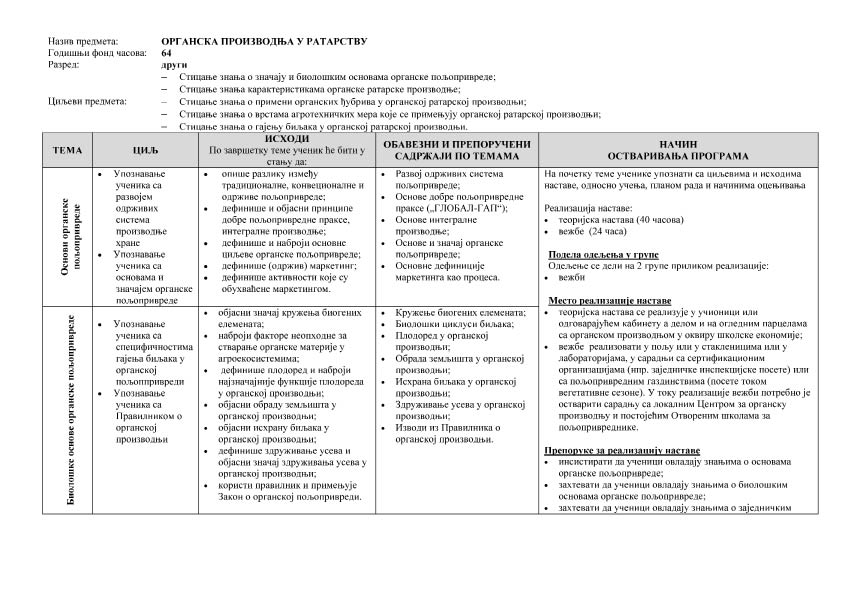 Назив предмета: ОРГАНСКА ПРОИЗВОДЊА У РАТАРСТВУ
Годишњи фонд часова: 64
Разред: други
Циљеви предмета:
– Стицање знања о значају и биолошким основама органске пољопривреде;
– Стицање знања карактеристикама органске ратарске производње;
– Стицање знања о примени органских ђубрива у органској ратарској производњи;
– Стицање знања о врстама агротехничких мера које се примењују органској ратарској производњи;
– Стицање знања о гајењу биљака у органској ратарској производњи.
ТЕМА
ЦИЉ
ИСХОДИ
По завршетку теме ученик ће бити у
стању да:
ОБАВЕЗНИ И ПРЕПОРУЧЕНИ
САДРЖАЈИ ПО ТЕМАМА
НАЧИН
ОСТВАРИВАЊА ПРОГРАМА
Основи органске
пољопривреде
• Упознавање
ученика са
развојем
одрживих
система
производње
хране
• Упознавање
ученика са
основама и
значајем органске
пољопривреде
• опише разлику између
традиционалне, конвеционалне и
одрживе пољопривреде;
• дефинише и објасни принципе
добре пољопривредне праксе,
интегралне производње;
• дефинише и наброји основне
циљеве органске пољопривреде;
• дефинише (одржив) маркетинг;
• дефинише активности које су
обухваћене маркетингом.
• Развој одрживих система
пољопривреде;
• Основе добре пољопривредне
праксе („ГЛОБАЛ-ГАП“);
• Основе интегралне
производње;
• Основе и значај органске
пољопривреде;
• Основне дефиниције
маркетинга као процеса.
Биолошке основе органске пољопривреде
• Упознавање
ученика са
специфичностима
гајења биљака у
органској
пољоппривреди
• Упознавање
ученика са
Правилником о
органској
производњи
• објасни значај кружења биогених
елемената;
• наброји факторе неопходне за
стварање органске материје у
агроекосистемима;
• дефинише плодоред и наброји
најзначајније функције плодореда
у органској производњи;
• објасни обраду земљишта у
органској производњи;
• објасни исхрану биљака у
органској производњи;
• дефинише здруживање усева и
објасни значај здруживања усева у
органској производњи;
• користи правилник и примењује
Закон о органској пољопривреди.
• Кружење биогених елемената;
• Биолошки циклуси биљака;
• Плодоред у органској
производњи;
• Обрада земљишта у органској
производњи;
• Исхрана биљака у органској
производњи;
• Здруживање усева у органској
производњи;
• Изводи из Правилника о
органској производњи.
На почетку теме ученике упознати са циљевима и исходима
наставе, односно учења, планом рада и начинима оцењивања
Реализација наставе:
• теоријска настава (40 часова)
• вежбе (24 часа)
Подела одељења у групе
Одељење се дели на 2 групе приликом реализације:
• вежби
Место реализације наставе
• теоријска настава се реализује у учионици или
одговарајућем кабинету а делом и на огледним парцелама
са органском производњом у оквиру школске економије;
• вежбе реализовати у пољу или у стакленицима или у
лабораторијама, у сарадњи са сертификационим
организацијама (нпр. заједничке инспекцијске посете) или
са пољопривредним газдинствима (посете током
вегетативне сезоне). У току реализације вежби потребно је
остварити сарадњу са локалним Центром за органску
производњу и постојећим Отвореним школама за
пољопривреднике.
Препоруке за реализацију наставе
• инсистирати да ученици овладају знањима о основама
органске пољопривреде;
• захтевати да ученици овладају знањима о биолошким
основама органске пољопривреде;
• захтевати да ученици овладају знањима о заједничким